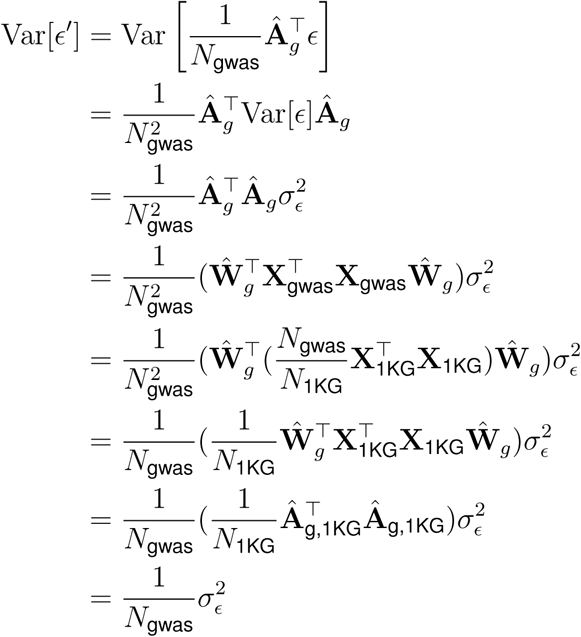 Var[ϵ′] = Var [ 1/N_gwas Â_g^⊤ ϵ ]
= 1/N_gwas^2 Â_g^⊤ Var[ϵ] Â_g
= 1/N_gwas^2 Â_g^⊤ Â_g σ_ϵ^2
= 1/N_gwas^2 (Ŵ_g^⊤ X_gwas^⊤ X_gwas Ŵ_g) σ_ϵ^2
= 1/N_gwas^2 (Ŵ_g^⊤ (N_gwas/N_1KG X_1KG^⊤ X_1KG) Ŵ_g) σ_ϵ^2
= 1/N_gwas (1/N_1KG Ŵ_g^⊤ X_1KG^⊤ X_1KG Ŵ_g) σ_ϵ^2
= 1/N_gwas (1/N_1KG Â_g,1KG^⊤ Â_g,1KG) σ_ϵ^2
= 1/N_gwas σ_ϵ^2